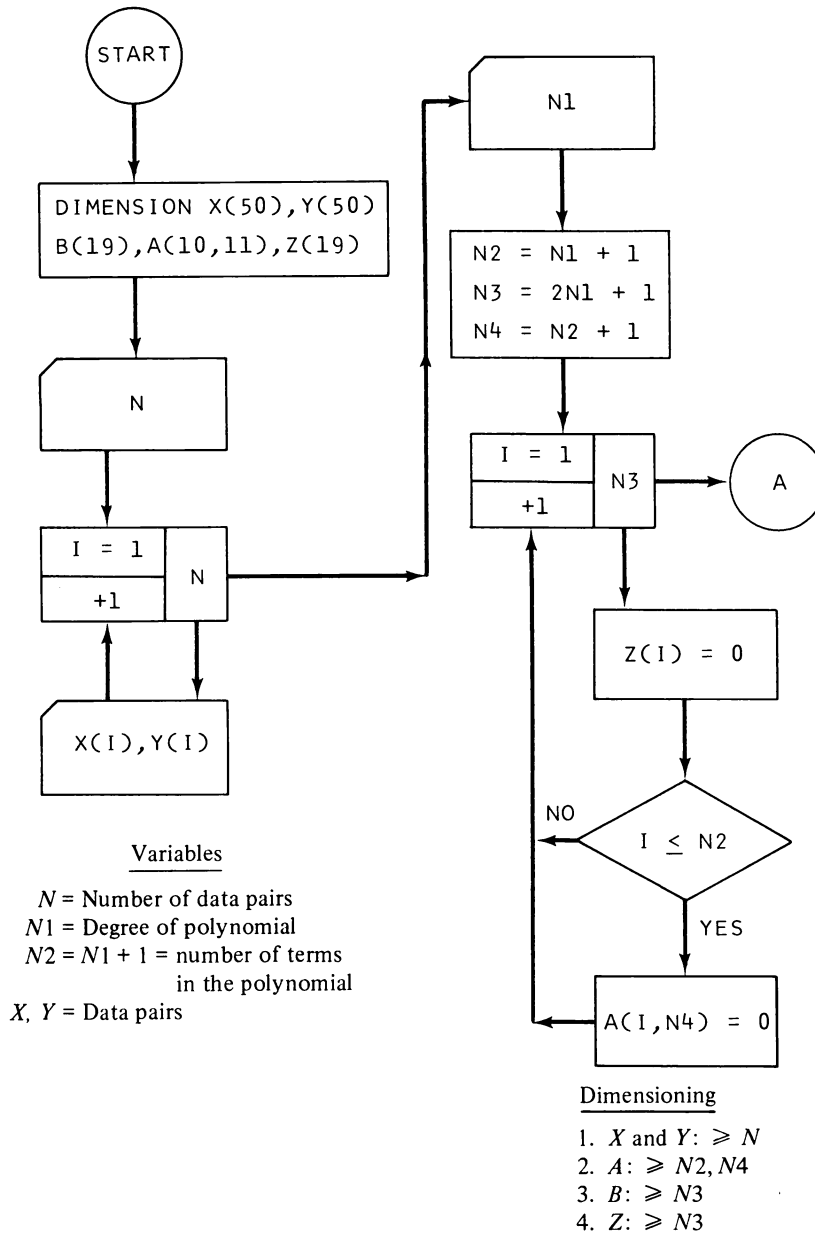 START
DIMENSION X(50),Y(50)
B(19),A(10,11),Z(19)
N
I = 1
+1
N
X(I),Y(I)
Variables
N = Number of data pairs
N1 = Degree of polynomial
N2 = N1 + 1 = number of terms
in the polynomial
X, Y = Data pairs
N1
N2 = N1 + 1
N3 = 2N1 + 1
N4 = N2 + 1
I = 1
+1
N3
A
Z(I) = 0
NO
I ≤ N2
YES
A(I,N4) = 0
Dimensioning
1. X and Y: ⩾ N
2. A: ⩾ N2, N4
3. B: ⩾ N3
4. Z: ⩾ N3